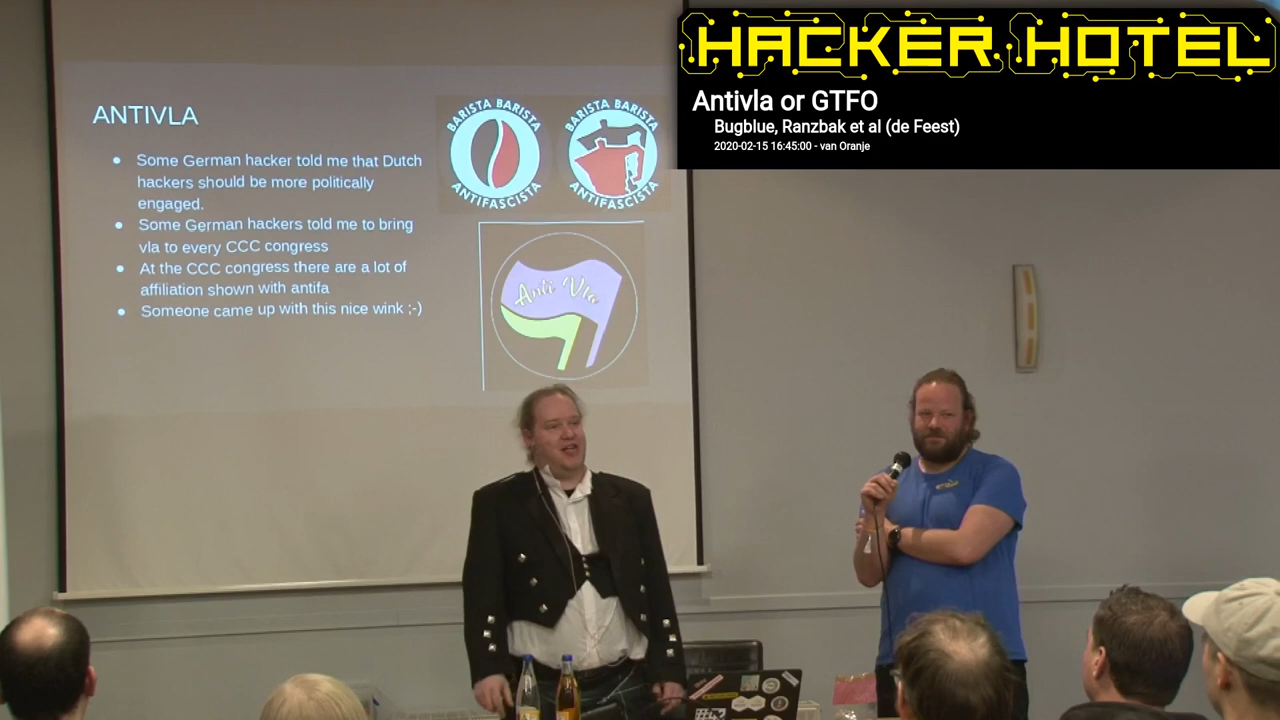 HACKER HOTEL
Antivla or GTFO
Bugblue, Ranzbak et al (de Feest)
2020-02-15 16:45:00 - van Oranje
ANTIVLA
• Some German hacker told me that Dutch
hackers should be more politically
engaged.
• Some German hackers told me to bring
vla to every CCC congress
• At the CCC congress there are a lot of
affiliation shown with antifa
• Someone came up with this nice wink ;-)
BARISTA BARISTA
ANTIFASCISTA
BARISTA BARISTA
ANTIFASCISTA
Anti Vla